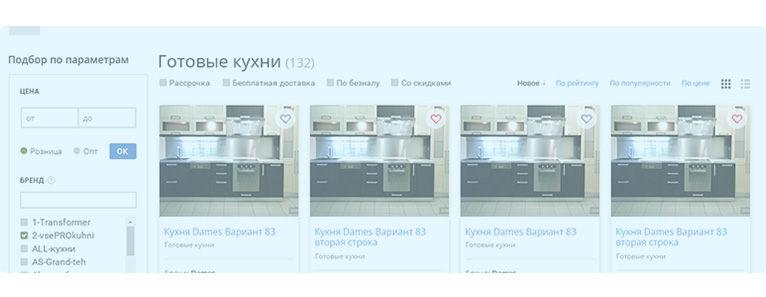 Подбор по параметрам
Готовые кухни (132)
Рассрочка Бесплатная доставка По безналу Со скидками
Новое ↓ По рейтингу По популярности По цене
ЦЕНА
от до
Розница Опт ОК
БРЕНД ?
1-Transformer
2-vsePROkuhni
ALL-кухни
AS-Grand-teh
Кухня Dames Вариант 83
Готовые кухни
Кухня Dames Вариант 83
вторая строка
Готовые кухни
Кухня Dames Вариант 83
Готовые кухни
Кухня Dames Вариант 83
вторая строка
Готовые кухни